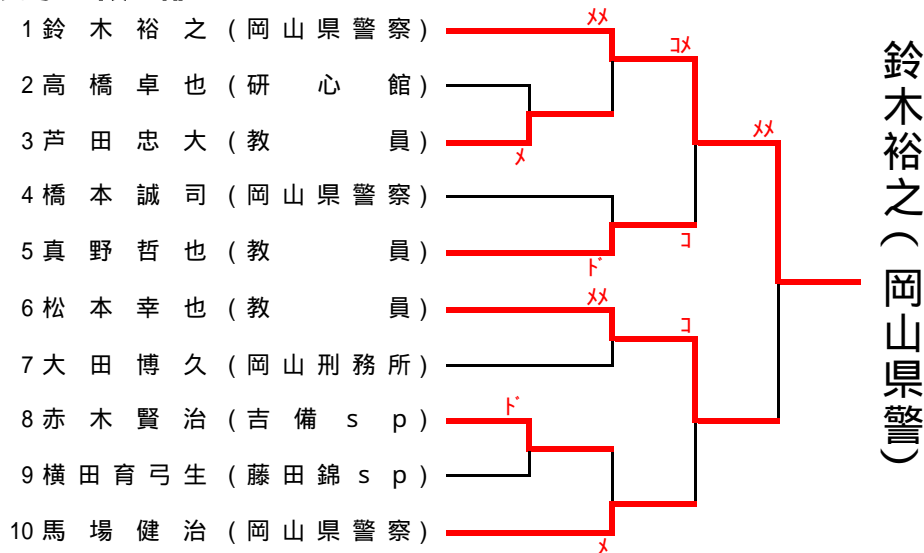 1 鈴木裕之 (岡山県警察)
2 高橋卓也 (研心館)
3 芦田忠大 (教員)
4 橋本誠司 (岡山県警察)
5 真野哲也 (教員)
6 松本幸也 (教員)
7 大田博久 (岡山刑務所)
8 赤木賢治 (吉備sp)
9 横田育弓生 (藤田錦sp)
10 馬場健治 (岡山県警察)
ﾒﾒ
ﾒ
ﾄﾞ
ﾒﾒ
ﾄﾞ
ﾒ
ｺﾒ
ｺ
ｺ
ﾒﾒ
鈴木裕之(岡山県警)